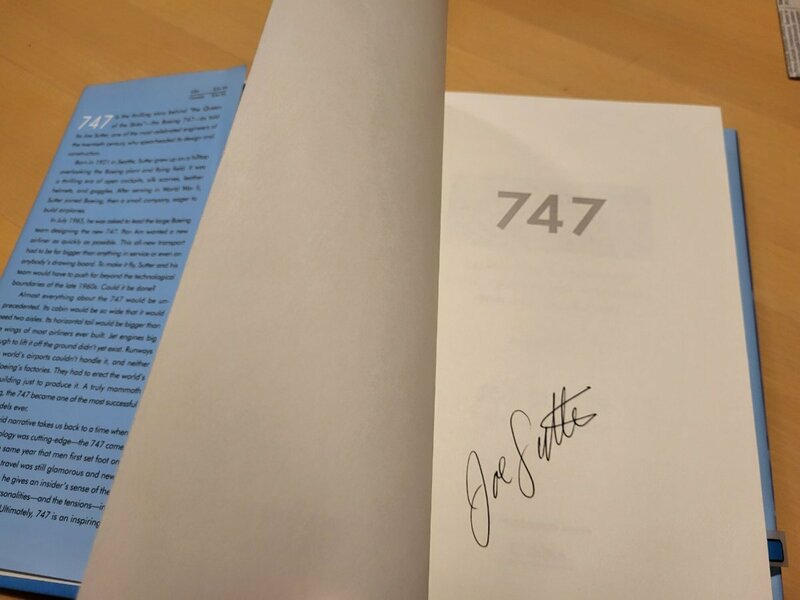 747 is the thrilling story behind "the Queen
of the Skies"—the Boeing 747—as told
by Joe Sutter, one of the most celebrated engineers of
the twentieth century, who spearheaded its design and
construction.
Born in 1921 in Seattle, Sutter grew up on a hilltop
overlooking the Boeing plant and flying field. It was
a thrilling era of open cockpits, silk scarves, leather
helmets, and goggles. After serving in World War II,
Sutter joined Boeing, then a small company, eager to
build airplanes.
In July 1965, he was asked to lead the large Boeing
team designing the new 747. Pan Am wanted a new
airliner as quickly as possible. This all-new transport
had to be far bigger than anything in service or even on
anybody's drawing board. To make it fly, Sutter and his
team would have to push far beyond the technological
boundaries of the late 1960s. Could it be done?
Almost everything about the 747 would be un-
precedented. Its cabin would be so wide that it would
need two aisles. Its horizontal tail would be bigger than
wings of most airliners ever built. Jet engines big
ugh to lift it off the ground didn't yet exist. Runways
world's airports couldn't handle it, and neither
oeing's factories. They had to erect the world's
uilding just to produce it. A truly mammoth
g, the 747 became one of the most successful
dels ever.
id narrative takes us back to a time when
ology was cutting-edge—the 747 came
same year that men first set foot on
travel was still glamorous and new
he gives an insider's sense of the
rsonalities—and the tensions—in
Ultimately, 747 is an inspiring
747
Joe Sutter